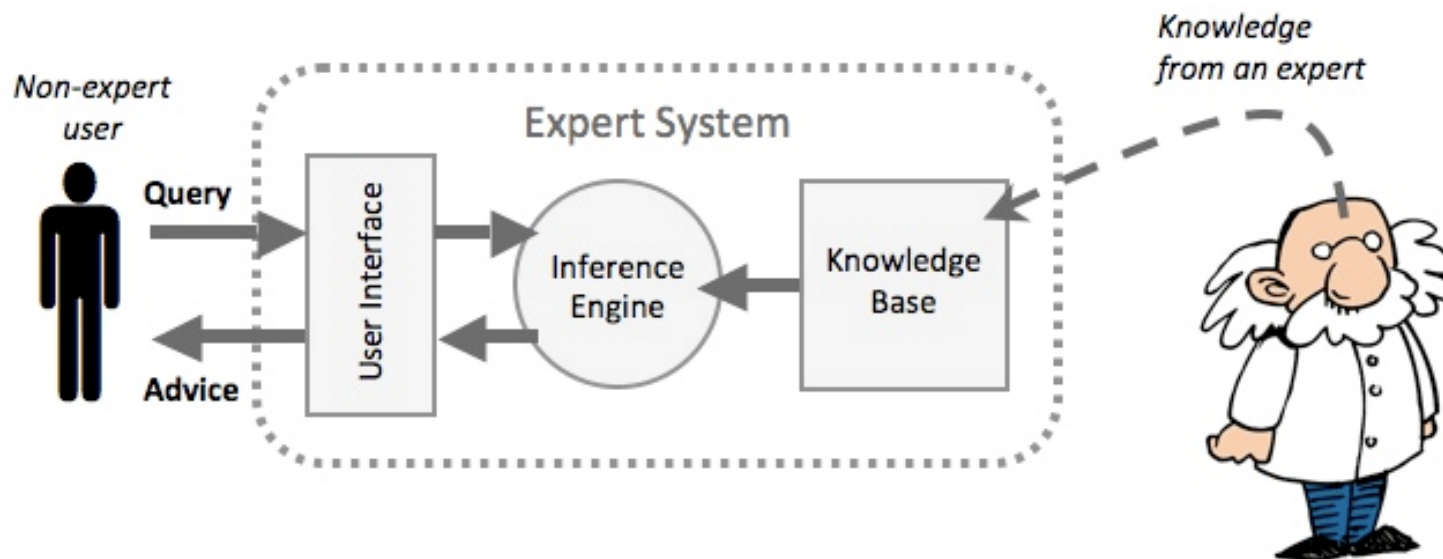 Knowledge
from an expert
Non-expert
user
Expert System
Query
User Interface
Inference
Engine
Knowledge
Base
Advice